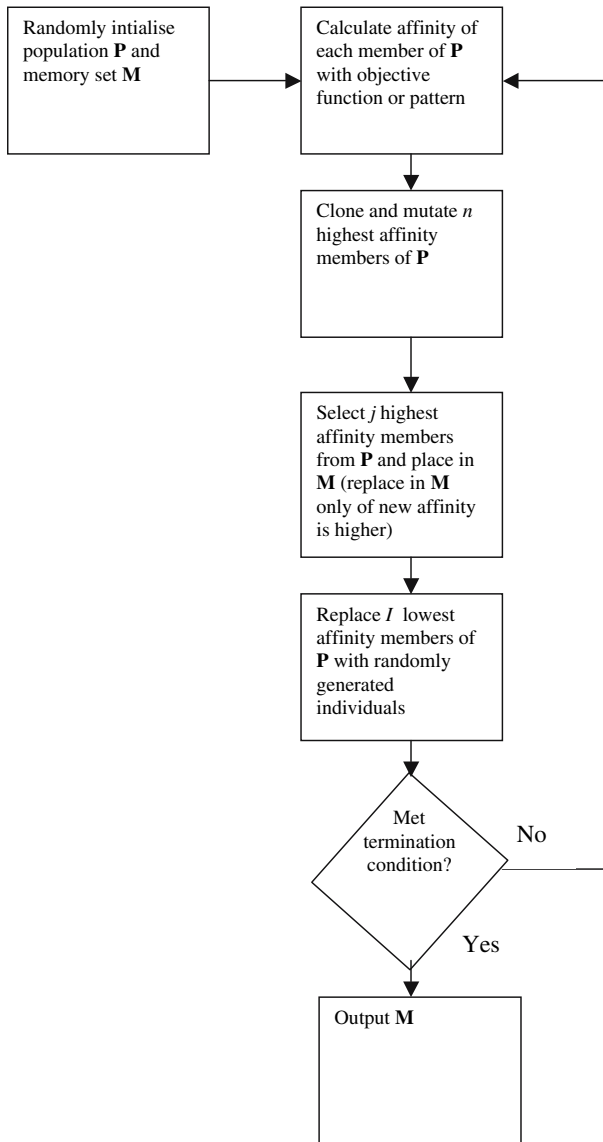 Randomly intialise
population P and
memory set M
Calculate affinity of
each member of P
with objective
function or pattern
Clone and mutate n
highest affinity
members of P
Select j highest
affinity members
from P and place in
M (replace in M
only of new affinity
is higher)
Replace I lowest
affinity members of
P with randomly
generated
individuals
Met
termination
condition?
No
Yes
Output M